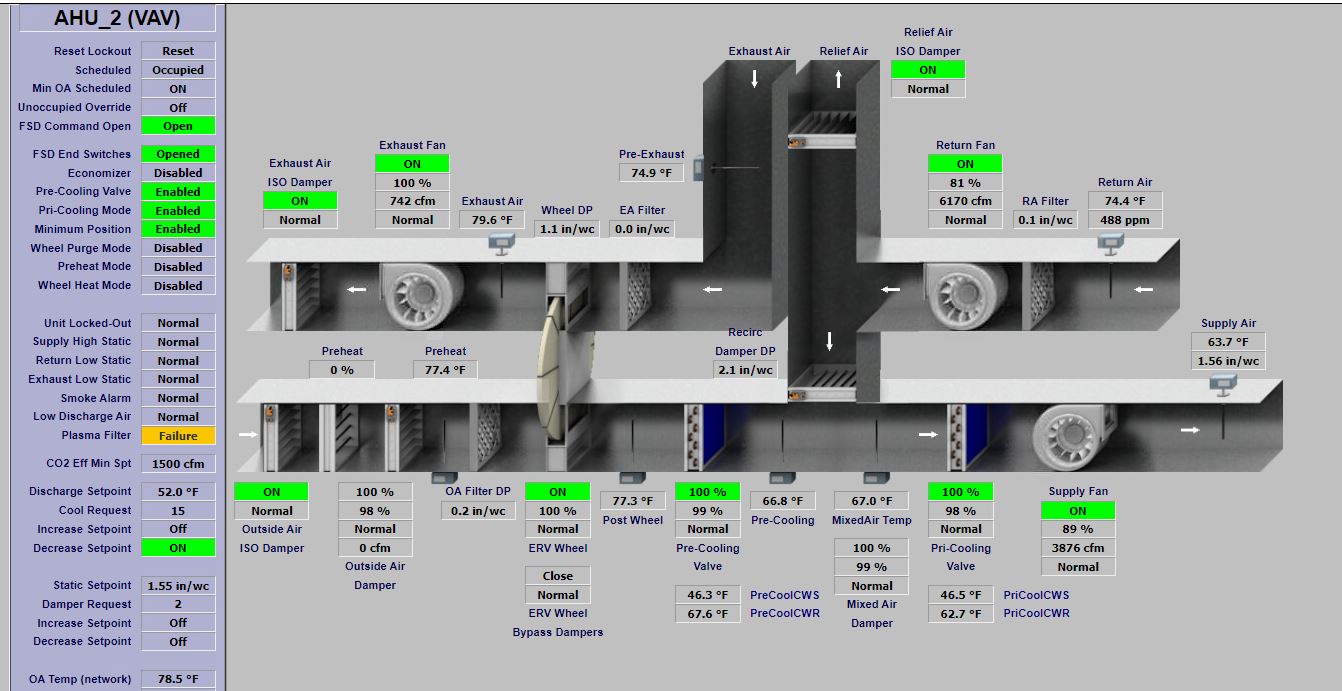 AHU_2 (VAV)
Reset Lockout Reset
Scheduled Occupied
Min OA Scheduled ON
Unoccupied Override Off
FSD Command Open Open
FSD End Switches Opened
Economizer Disabled
Pre-Cooling Valve Enabled
Pri-Cooling Mode Enabled
Minimum Position Enabled
Wheel Purge Mode Disabled
Preheat Mode Disabled
Wheel Heat Mode Disabled
Unit Locked-Out Normal
Supply High Static Normal
Return Low Static Normal
Exhaust Low Static Normal
Smoke Alarm Normal
Low Discharge Air Normal
Plasma Filter Failure
CO2 Eff Min Spt 1500 cfm
Discharge Setpoint 52.0 °F
Cool Request 15
Increase Setpoint Off
Decrease Setpoint ON
Static Setpoint 1.55 in/wc
Damper Request 2
Increase Setpoint Off
Decrease Setpoint Off
OA Temp (network) 78.5 °F
Exhaust Air
ISO Damper
ON
Normal
Exhaust Fan
ON
100 %
742 cfm
Normal
Exhaust Air
79.6 °F
Wheel DP
1.1 in/wc
EA Filter
0.0 in/wc
Pre-Exhaust
74.9 °F
Exhaust Air
Relief Air
Relief Air
ISO Damper
ON
Normal
Return Fan
ON
81 %
6170 cfm
Normal
RA Filter
0.1 in/wc
Return Air
74.4 °F
488 ppm
Preheat
0 %
Preheat
77.4 °F
Recirc
Damper DP
2.1 in/wc
Supply Air
63.7 °F
1.56 in/wc
ON
Normal
Outside Air
ISO Damper
100 %
98 %
Normal
0 cfm
Outside Air
Damper
OA Filter DP
0.2 in/wc
ON
100 %
Normal
ERV Wheel
Close
Normal
ERV Wheel
Bypass Dampers
77.3 °F
Post Wheel
100 %
99 %
Normal
Pre-Cooling
Valve
46.3 °F PreCoolCWS
67.6 °F PreCoolCWR
66.8 °F
Pre-Cooling
67.0 °F
MixedAir Temp
100 %
99 %
Normal
Mixed Air
Damper
100 %
98 %
Normal
Pri-Cooling
Valve
46.5 °F PriCoolCWS
62.7 °F PriCoolCWR
Supply Fan
ON
89 %
3876 cfm
Normal